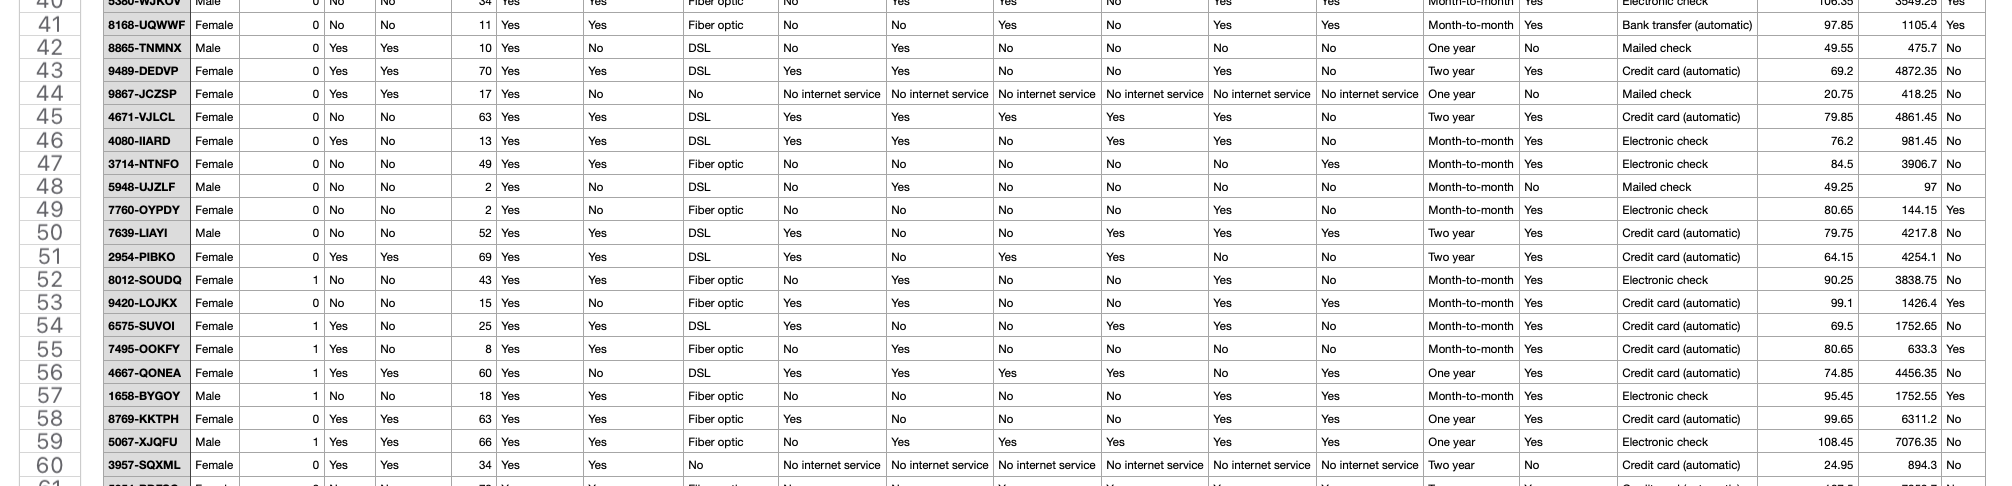 40 5380-WJKOV Male 0 No No 34 Yes Yes Fiber optic No Yes Yes No Yes Yes Month-to-month Yes Electronic check 106.35 3549.25 Yes
41 8168-UQWWF Female 0 No No 11 Yes Yes Fiber optic No No Yes No Yes Yes Month-to-month Yes Bank transfer (automatic) 97.85 1105.4 Yes
42 8865-TNMNX Male 0 Yes Yes 10 Yes No DSL No Yes No No No No One year No Mailed check 49.55 475.7 No
43 9489-DEDVP Female 0 Yes Yes 70 Yes Yes DSL Yes Yes No No Yes No Two year Yes Credit card (automatic) 69.2 4872.35 No
44 9867-JCZSP Female 0 Yes Yes 17 Yes No No No internet service No internet service No internet service No internet service No internet service No internet service One year No Mailed check 20.75 418.25 No
45 4671-VJLCL Female 0 No No 63 Yes Yes DSL Yes Yes Yes Yes Yes No Two year Yes Credit card (automatic) 79.85 4861.45 No
46 4080-IIARD Female 0 Yes No 13 Yes Yes DSL Yes Yes No Yes Yes No Month-to-month Yes Electronic check 76.2 981.45 No
47 3714-NTNFO Female 0 No No 49 Yes Yes Fiber optic No No No No No Yes Month-to-month Yes Electronic check 84.5 3906.7 No
48 5948-UJZLF Male 0 No No 2 Yes No DSL No Yes No No No No Month-to-month No Mailed check 49.25 97 No
49 7760-OYPDY Female 0 No No 2 Yes No Fiber optic No No No No Yes No Month-to-month Yes Electronic check 80.65 144.15 Yes
50 7639-LIAYI Male 0 No No 52 Yes Yes DSL Yes No No Yes Yes Yes Two year Yes Credit card (automatic) 79.75 4217.8 No
51 2954-PIBKO Female 0 Yes Yes 69 Yes Yes DSL Yes No Yes Yes No No Two year Yes Credit card (automatic) 64.15 4254.1 No
52 8012-SOUDQ Female 1 No No 43 Yes Yes Fiber optic No Yes No No Yes No Month-to-month Yes Electronic check 90.25 3838.75 No
53 9420-LOJKX Female 0 No No 15 Yes No Fiber optic Yes Yes No No Yes Yes Month-to-month Yes Credit card (automatic) 99.1 1426.4 Yes
54 6575-SUVOI Female 1 Yes No 25 Yes Yes DSL Yes No No Yes Yes No Month-to-month Yes Credit card (automatic) 69.5 1752.65 No
55 7495-OOKFY Female 1 Yes No 8 Yes Yes Fiber optic No Yes No No No No Month-to-month Yes Credit card (automatic) 80.65 633.3 Yes
56 4667-QONEA Female 1 Yes Yes 60 Yes No DSL Yes Yes Yes Yes No Yes One year Yes Credit card (automatic) 74.85 4456.35 No
57 1658-BYGOY Male 1 No No 18 Yes Yes Fiber optic No No No No Yes Yes Month-to-month Yes Electronic check 95.45 1752.55 Yes
58 8769-KKTPH Female 0 Yes Yes 63 Yes Yes Fiber optic Yes No No No Yes Yes One year Yes Credit card (automatic) 99.65 6311.2 No
59 5067-XJQFU Male 1 Yes Yes 66 Yes Yes Fiber optic No Yes Yes Yes Yes Yes One year Yes Electronic check 108.45 7076.35 No
60 3957-SQXML Female 0 Yes Yes 34 Yes Yes No No internet service No internet service No internet service No internet service No internet service No internet service Two year No Credit card (automatic) 24.95 894.3 No